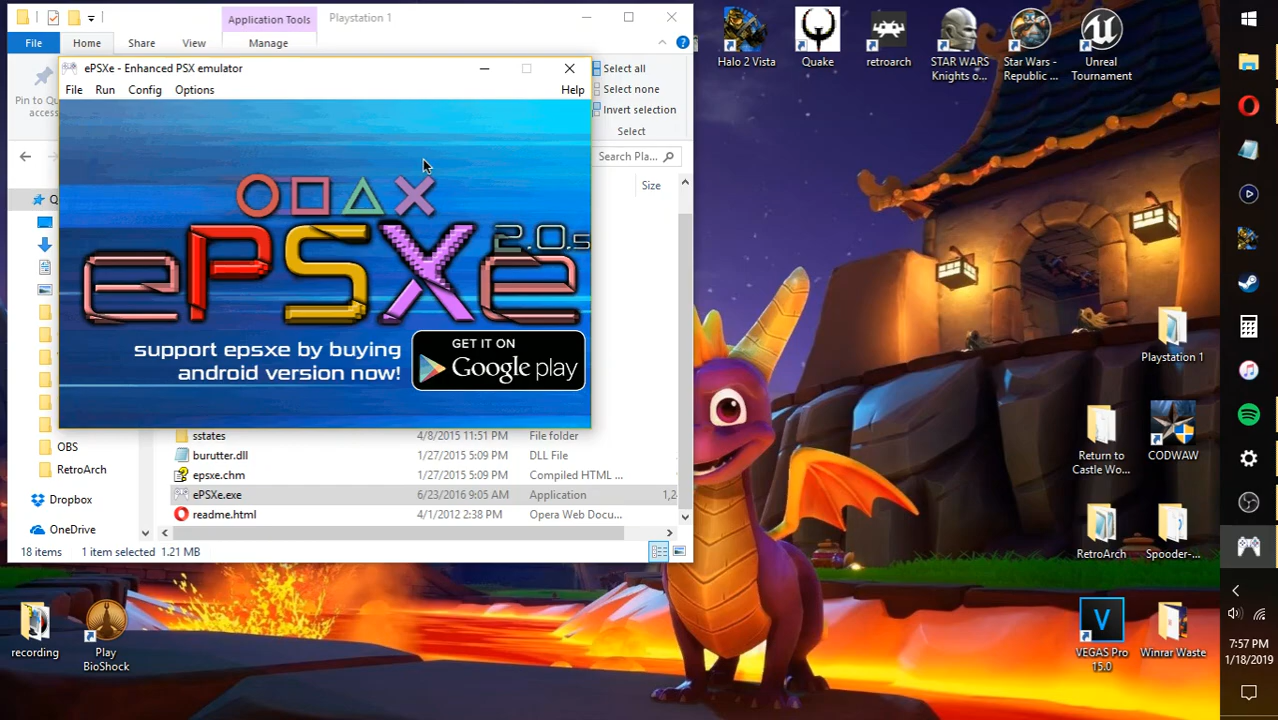 Application Tools
Playstation 1
File
Home
Share
View
Manage
ePSXe - Enhanced PSX emulator
File
Run
Config
Options
Help
Pin to Qu
access
Select all
Select none
Invert selection
Select
Search Pla...
Size
ePSXe
2.0.5
support epsxe by buying
android version now!
GET IT ON
Google play
sstates
4/8/2015 11:51 PM
File folder
burutter.dll
1/27/2015 5:09 PM
DLL File
OBS
epsxe.chm
1/27/2015 5:09 PM
Compiled HTML ...
RetroArch
ePSXe.exe
6/23/2016 9:05 AM
Application
1,2
Dropbox
readme.html
4/1/2012 2:38 PM
Opera Web Docu...
OneDrive
18 items
1 item selected
1.21 MB
Halo 2 Vista
Quake
retroarch
STAR WARS
Knights o...
Star Wars -
Republic ...
Unreal
Tournament
Playstation 1
Return to
Castle Wo...
CODWAW
RetroArch
Spooder-...
V
VEGAS Pro
15.0
Winrar Waste
recording
Play
BioShock
7:57 PM
1/18/2019